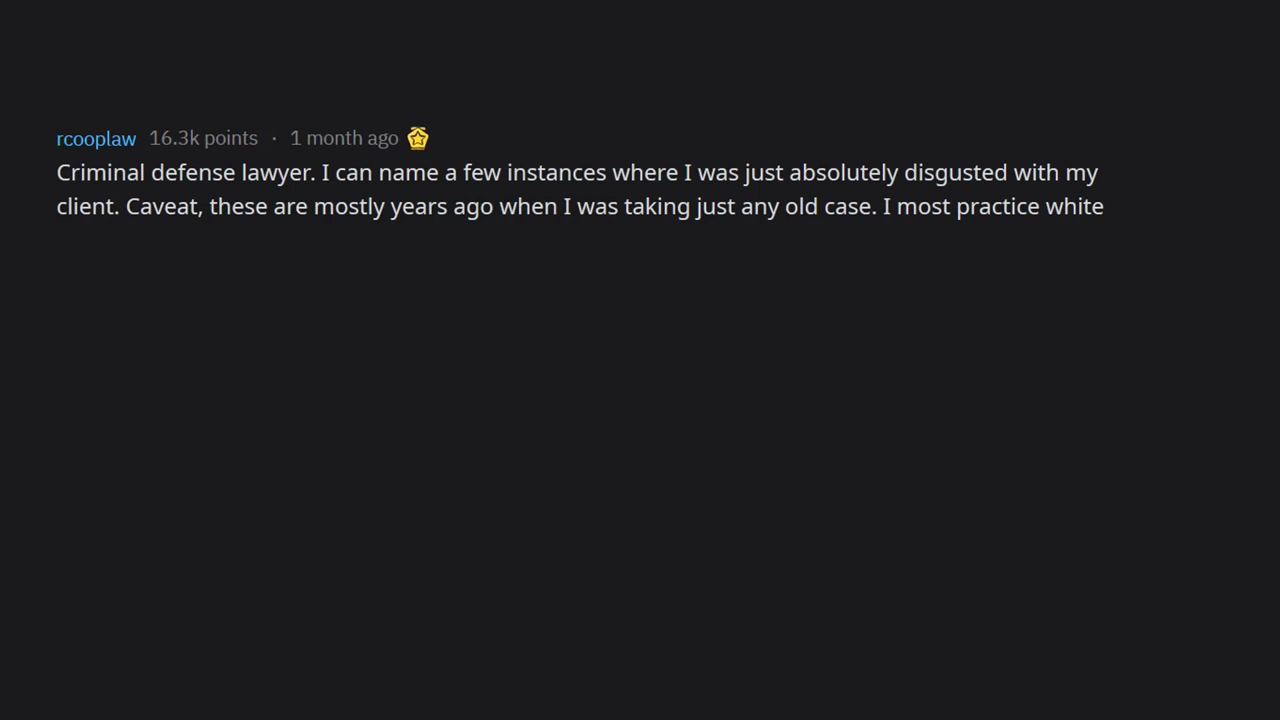 rcooplaw 16.3k points · 1 month ago
Criminal defense lawyer. I can name a few instances where I was just absolutely disgusted with my
client. Caveat, these are mostly years ago when I was taking just any old case. I most practice white